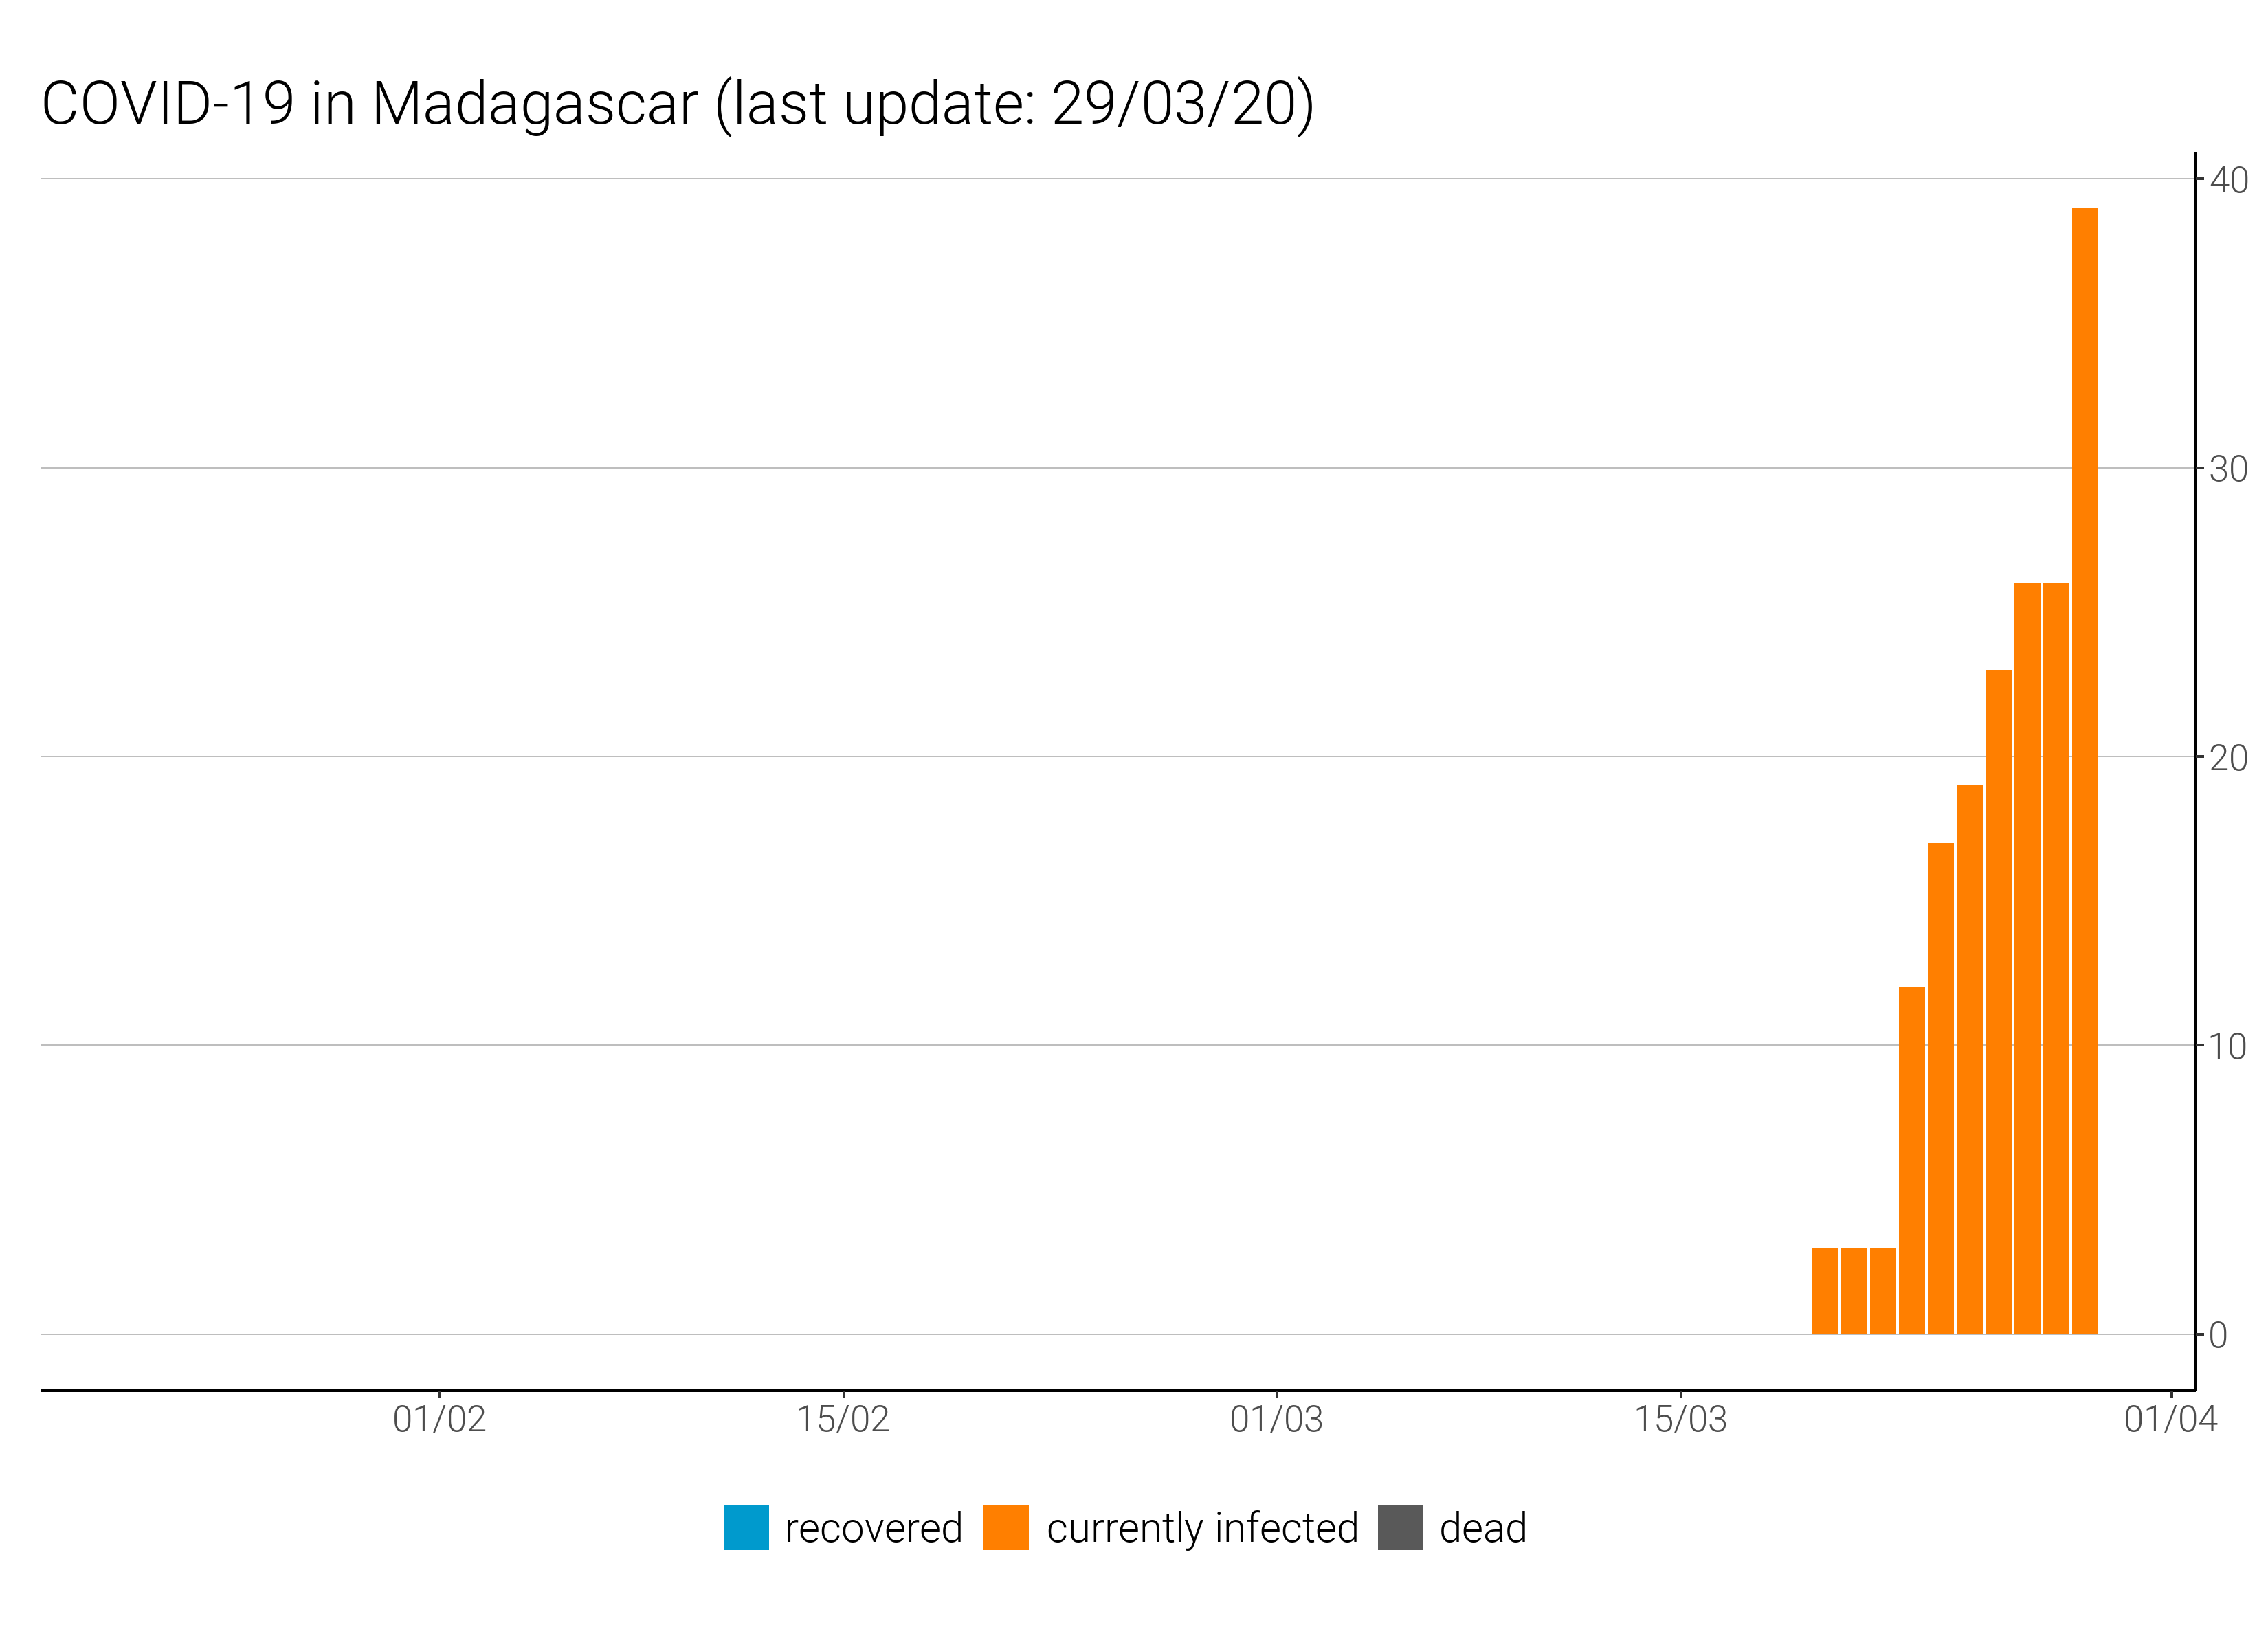 COVID-19 in Madagascar (last update: 29/03/20)
40
30
20
10
0
01/02 15/02 01/03 15/03 01/04
recovered currently infected dead